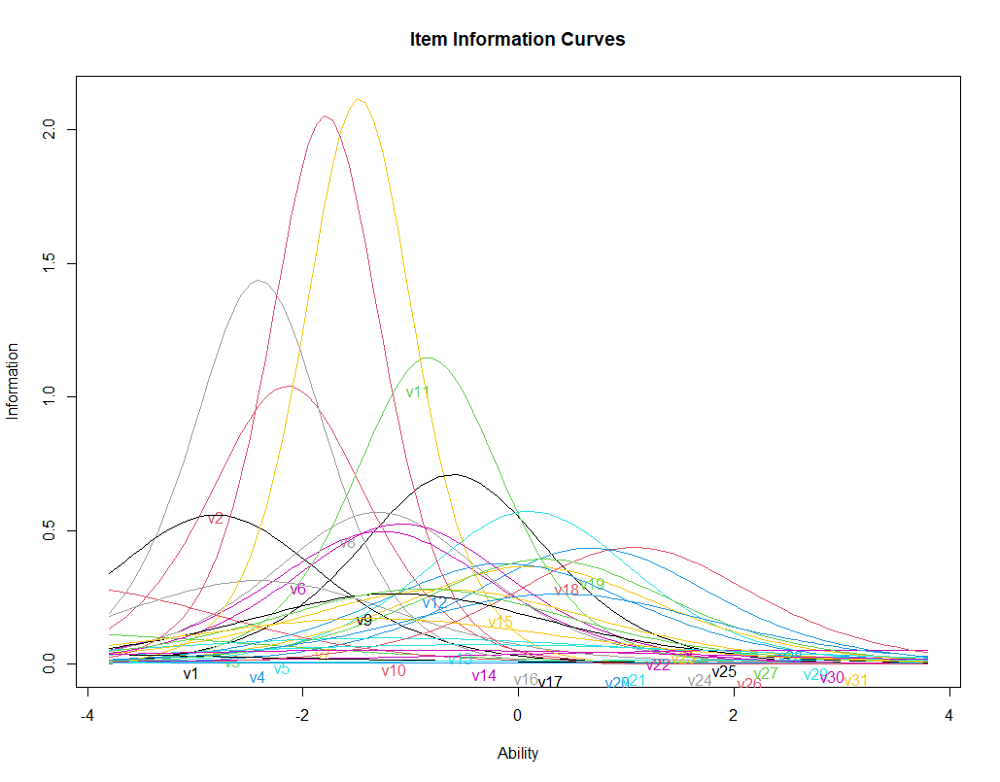 Item Information Curves
Information
2.0
1.5
1.0
0.5
0.0
v11
v2
v8
v19
v6
v18
v12
v9
v15
v7
v3
v22
v25
v1
v4
v5
v10
v14
v16
v17
v21
v24
v26
v27
v29
v30
v31
-4
-2
0
2
4
Ability